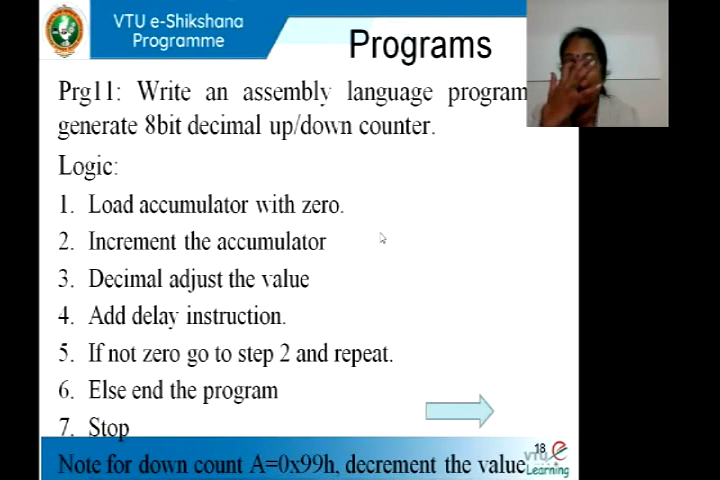 VTU e-Shikshana
Programme
Programs
Prg11: Write an assembly language program
generate 8bit decimal up/down counter.
Logic:
1. Load accumulator with zero.
2. Increment the accumulator
3. Decimal adjust the value
4. Add delay instruction.
5. If not zero go to step 2 and repeat.
6. Else end the program
7. Stop
18
Note for down count A=0x99h, decrement the value
VTU e
Learning